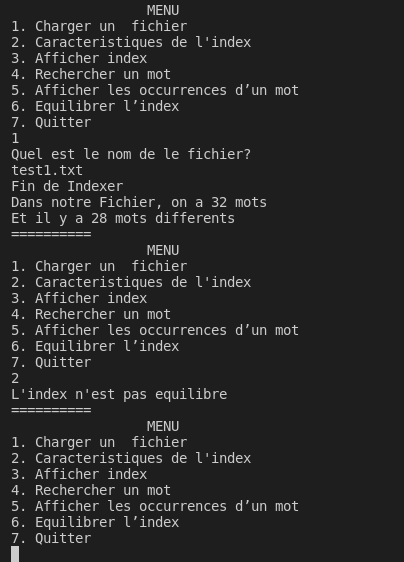 MENU
1. Charger un  fichier
2. Caracteristiques de l'index
3. Afficher index
4. Rechercher un mot
5. Afficher les occurrences d’un mot
6. Equilibrer l’index
7. Quitter
1
Quel est le nom de le fichier?
test1.txt
Fin de Indexer
Dans notre Fichier, on a 32 mots
Et il y a 28 mots differents
==========
MENU
1. Charger un  fichier
2. Caracteristiques de l'index
3. Afficher index
4. Rechercher un mot
5. Afficher les occurrences d’un mot
6. Equilibrer l’index
7. Quitter
2
L'index n'est pas equilibre
==========
MENU
1. Charger un  fichier
2. Caracteristiques de l'index
3. Afficher index
4. Rechercher un mot
5. Afficher les occurrences d’un mot
6. Equilibrer l’index
7. Quitter